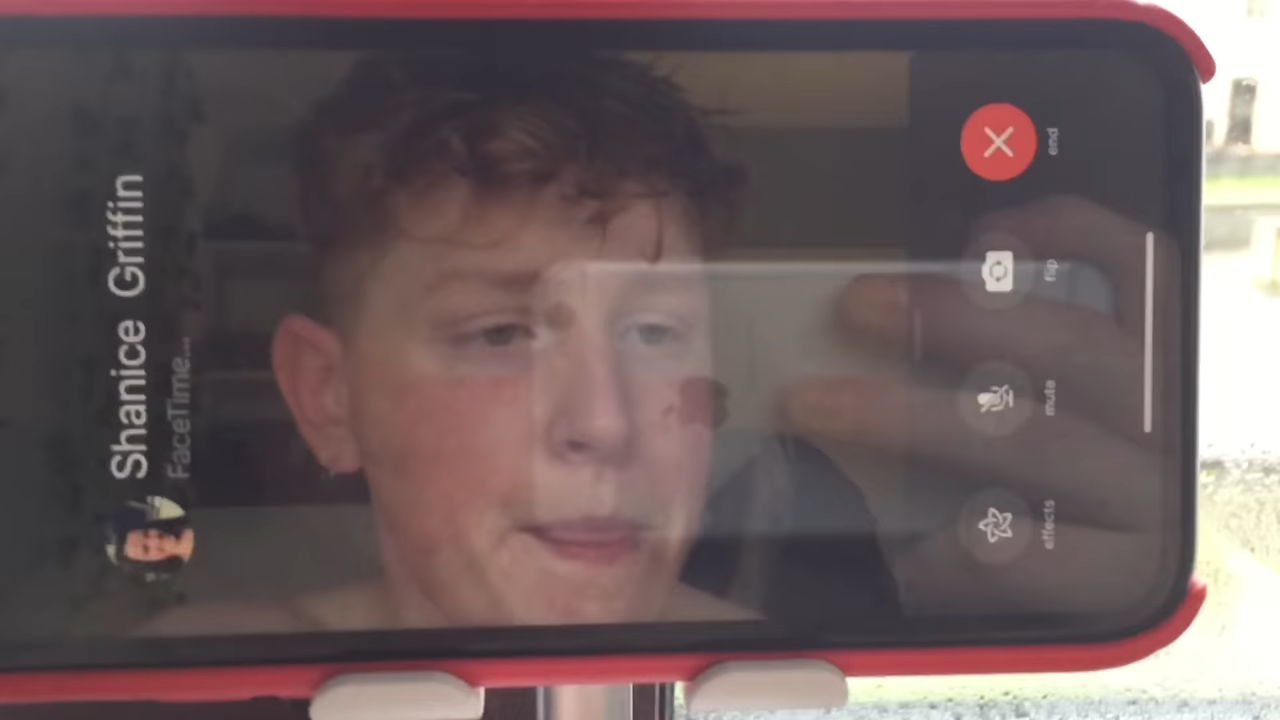 Shanice Griffin
FaceTime...
effects
mute
flip
end